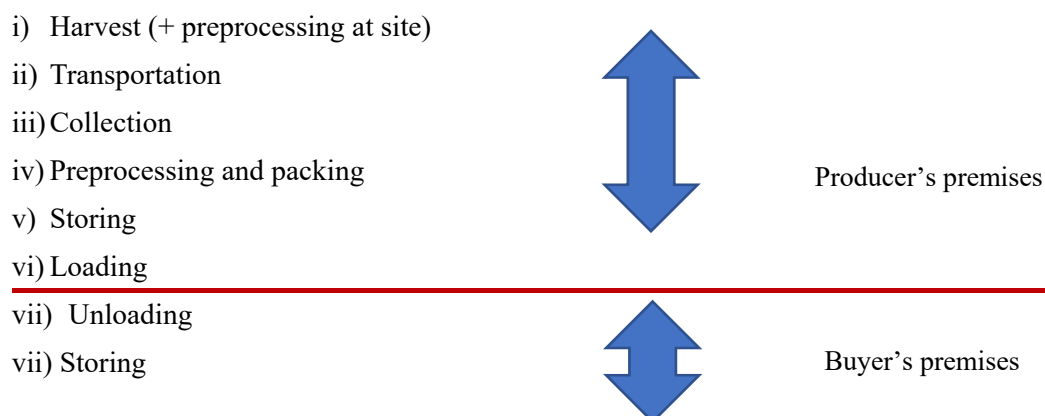 i) Harvest (+ preprocessing at site)
ii) Transportation
iii) Collection
iv) Preprocessing and packing
Producer’s premises
v) Storing
vi) Loading
vii) Unloading
vii) Storing
Buyer’s premises